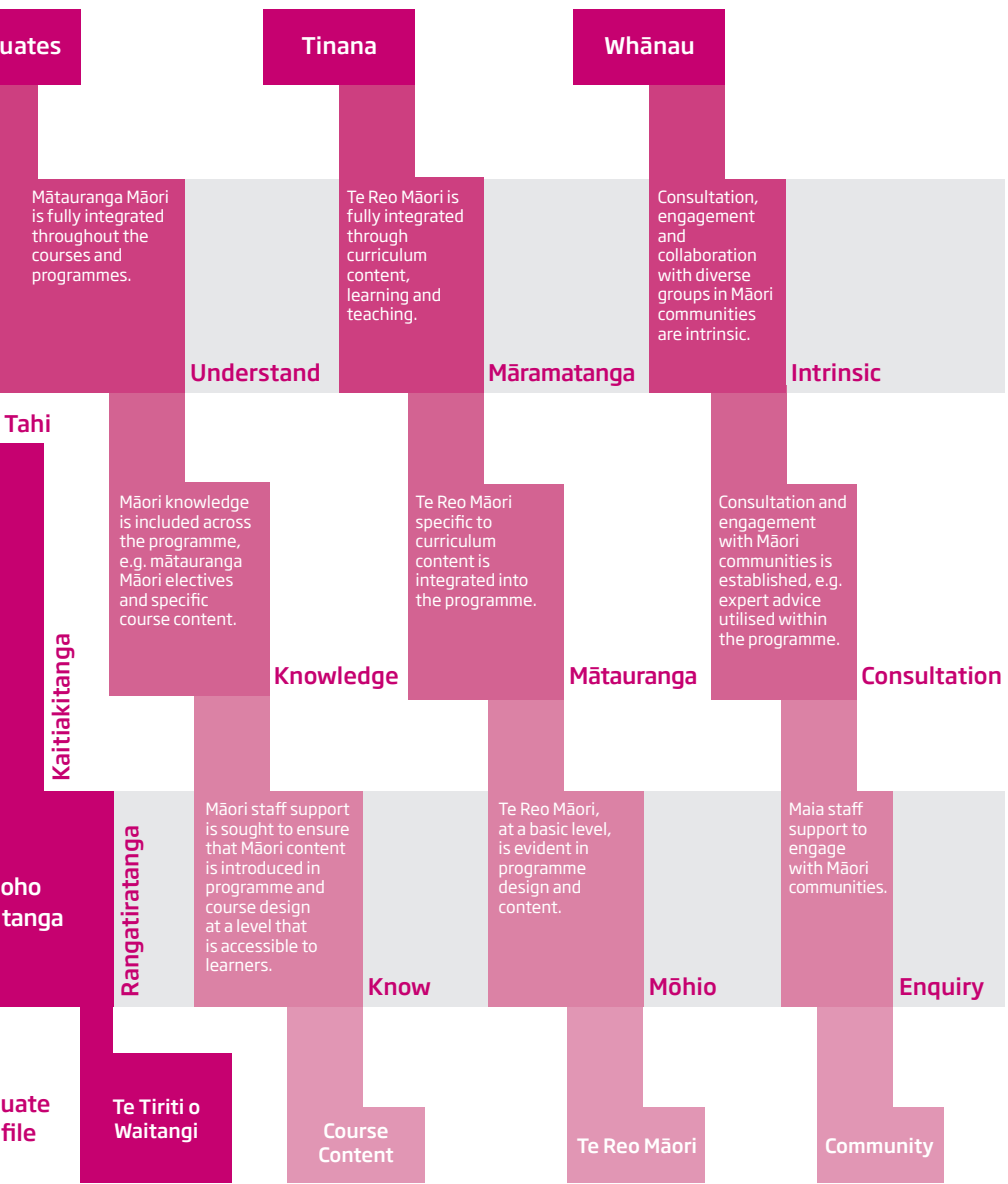 uates
Tinana
Whānau
Mātauranga Māori
is fully integrated
throughout the
courses and
programmes.
Understand
Te Reo Māori is
fully integrated
through
curriculum
content,
learning and
teaching.
Māramatanga
Consultation,
engagement
and
collaboration
with diverse
groups in Māori
communities
are intrinsic.
Intrinsic
Tahi
Kaitiakitanga
Māori knowledge
is included across
the programme,
e.g. mātauranga
Māori electives
and specific
course content.
Knowledge
Te Reo Māori
specific to
curriculum
content is
integrated into
the programme.
Mātauranga
Consultation and
engagement
with Māori
communities is
established, e.g.
expert advice
utilised within
the programme.
Consultation
oho
tanga
Rangatiratanga
Māori staff support
is sought to ensure
that Māori content
is introduced in
programme and
course design
at a level that
is accessible to
learners.
Know
Te Reo Māori,
at a basic level,
is evident in
programme
design and
content.
Mōhio
Maia staff
support to
engage
with Māori
communities.
Enquiry
uate
file
Te Tiriti o
Waitangi
Course
Content
Te Reo Māori
Community